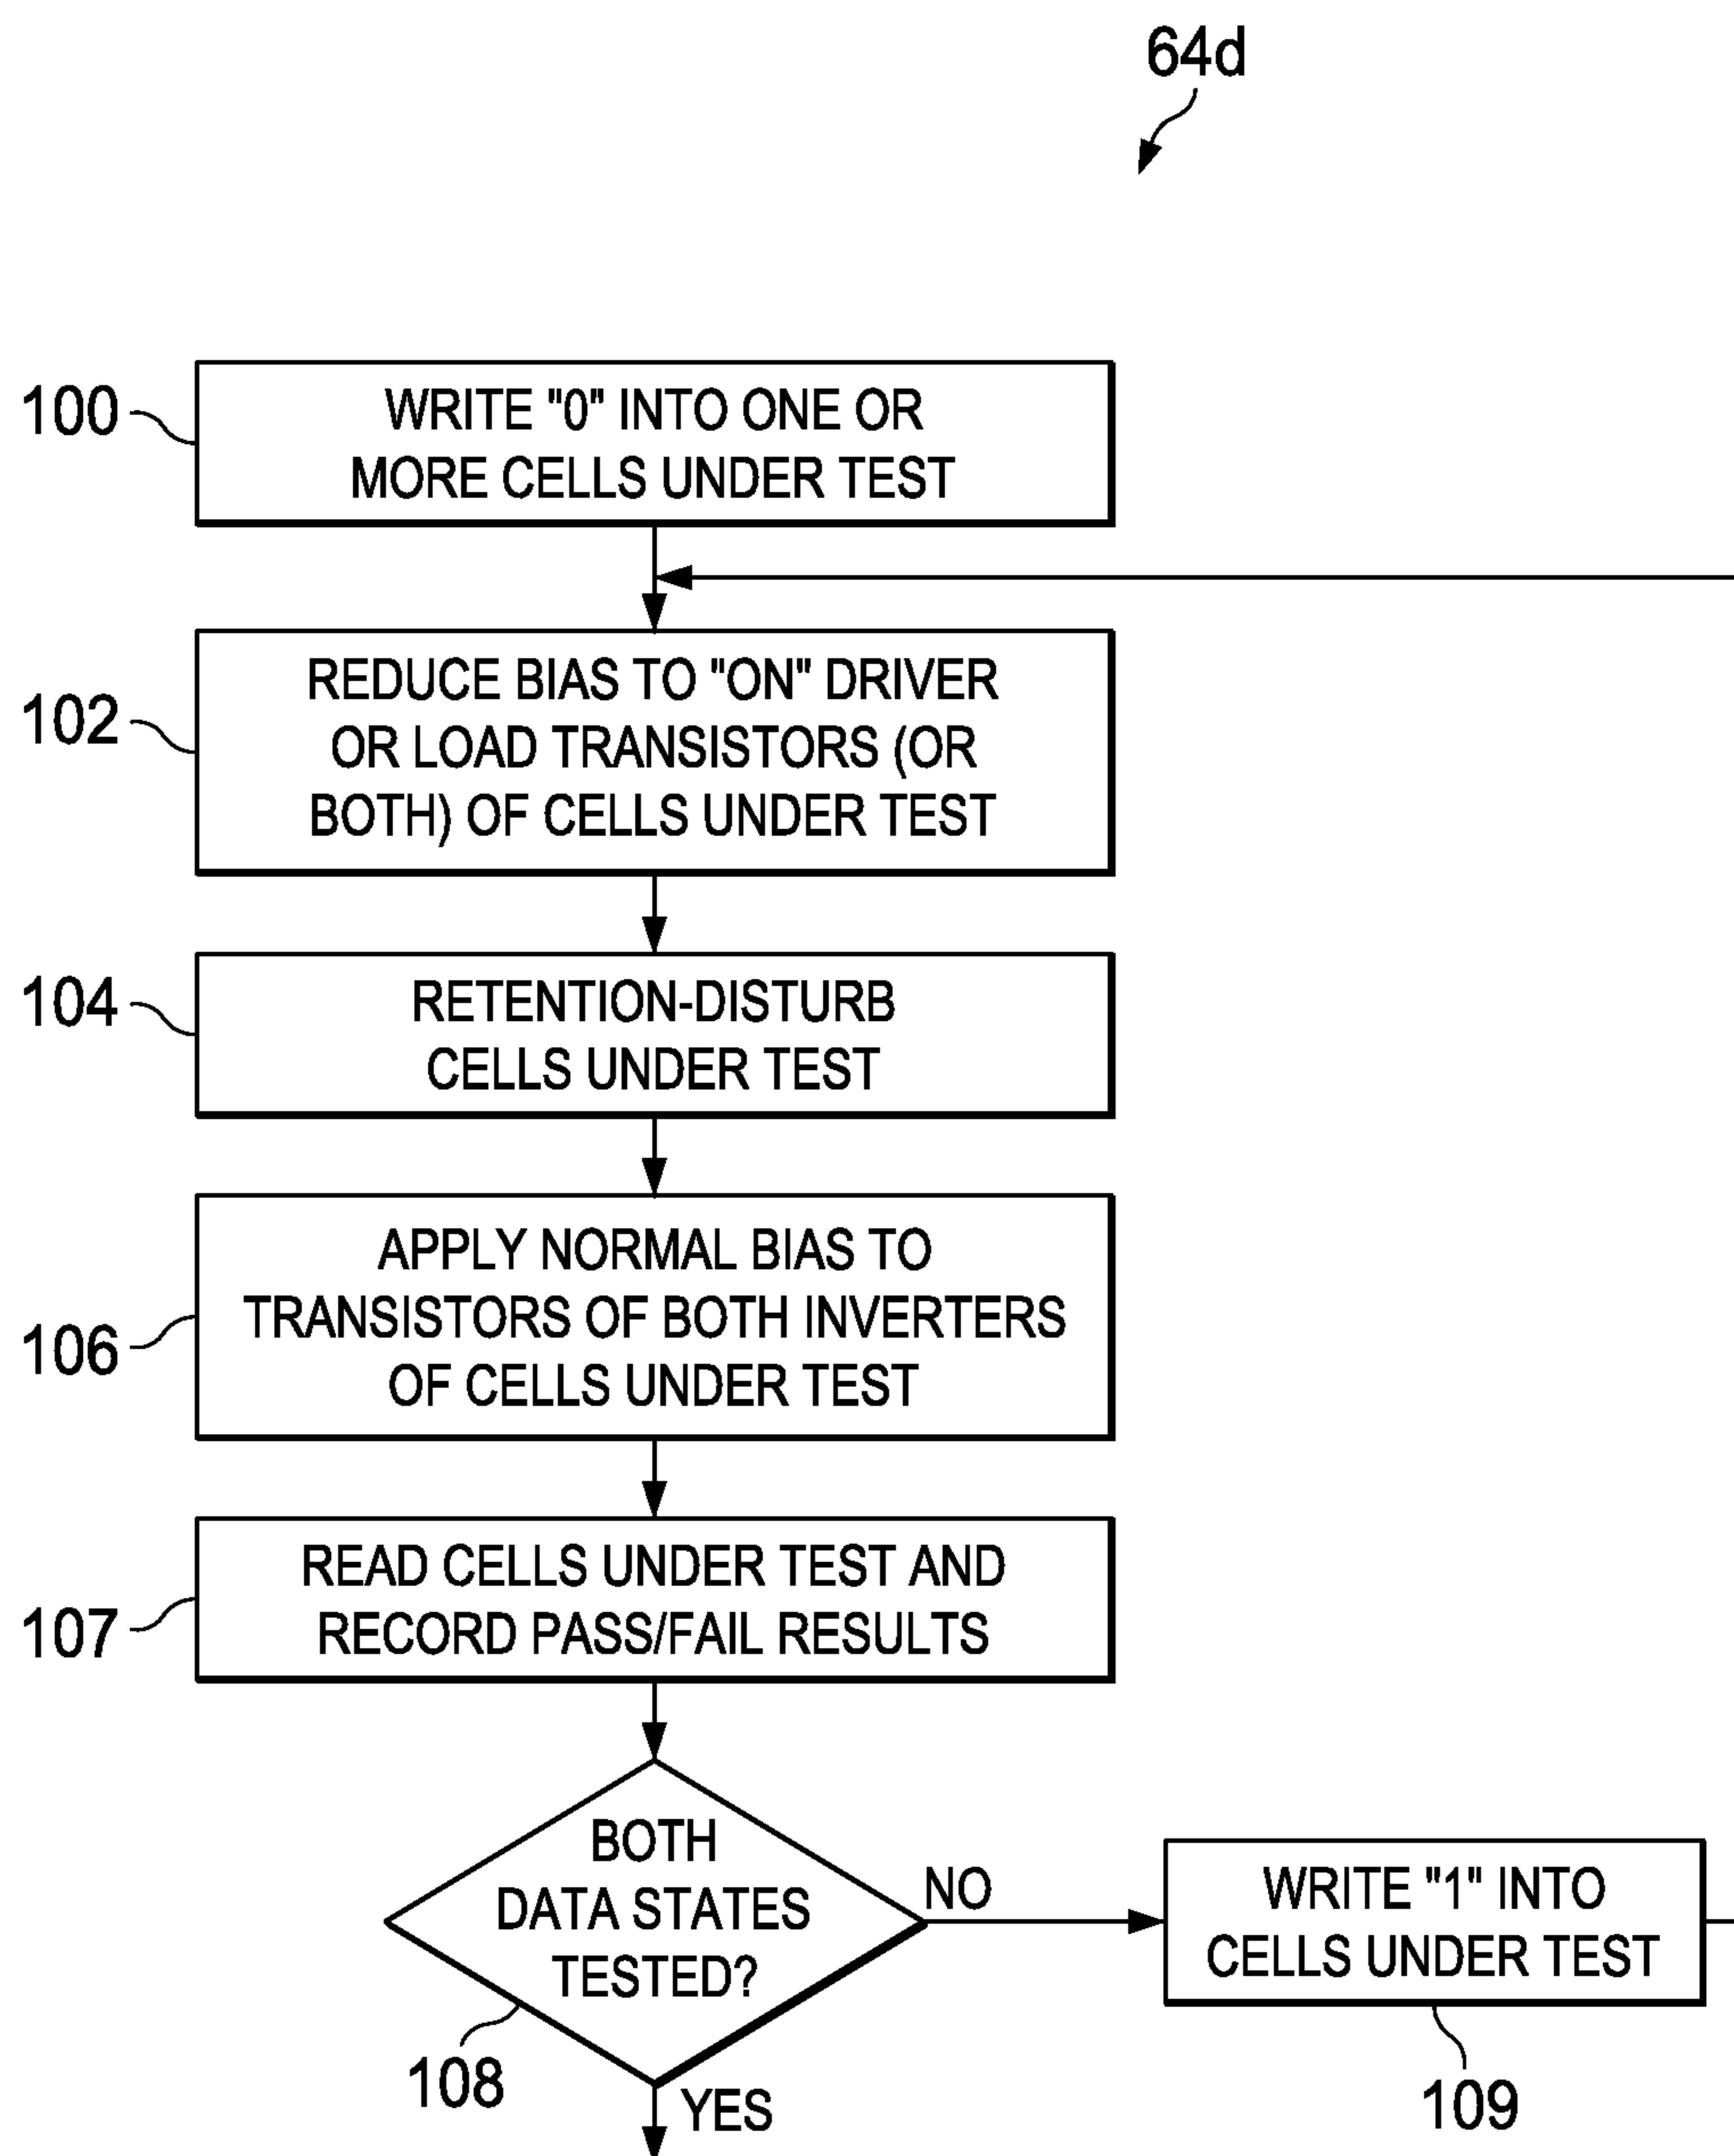 64d
100
WRITE "0" INTO ONE OR
MORE CELLS UNDER TEST
102
REDUCE BIAS TO "ON" DRIVER
OR LOAD TRANSISTORS (OR
BOTH) OF CELLS UNDER TEST
104
RETENTION-DISTURB
CELLS UNDER TEST
106
APPLY NORMAL BIAS TO
TRANSISTORS OF BOTH INVERTERS
OF CELLS UNDER TEST
107
READ CELLS UNDER TEST AND
RECORD PASS/FAIL RESULTS
BOTH
DATA STATES
TESTED?
108
NO
WRITE "1" INTO
CELLS UNDER TEST
109
YES